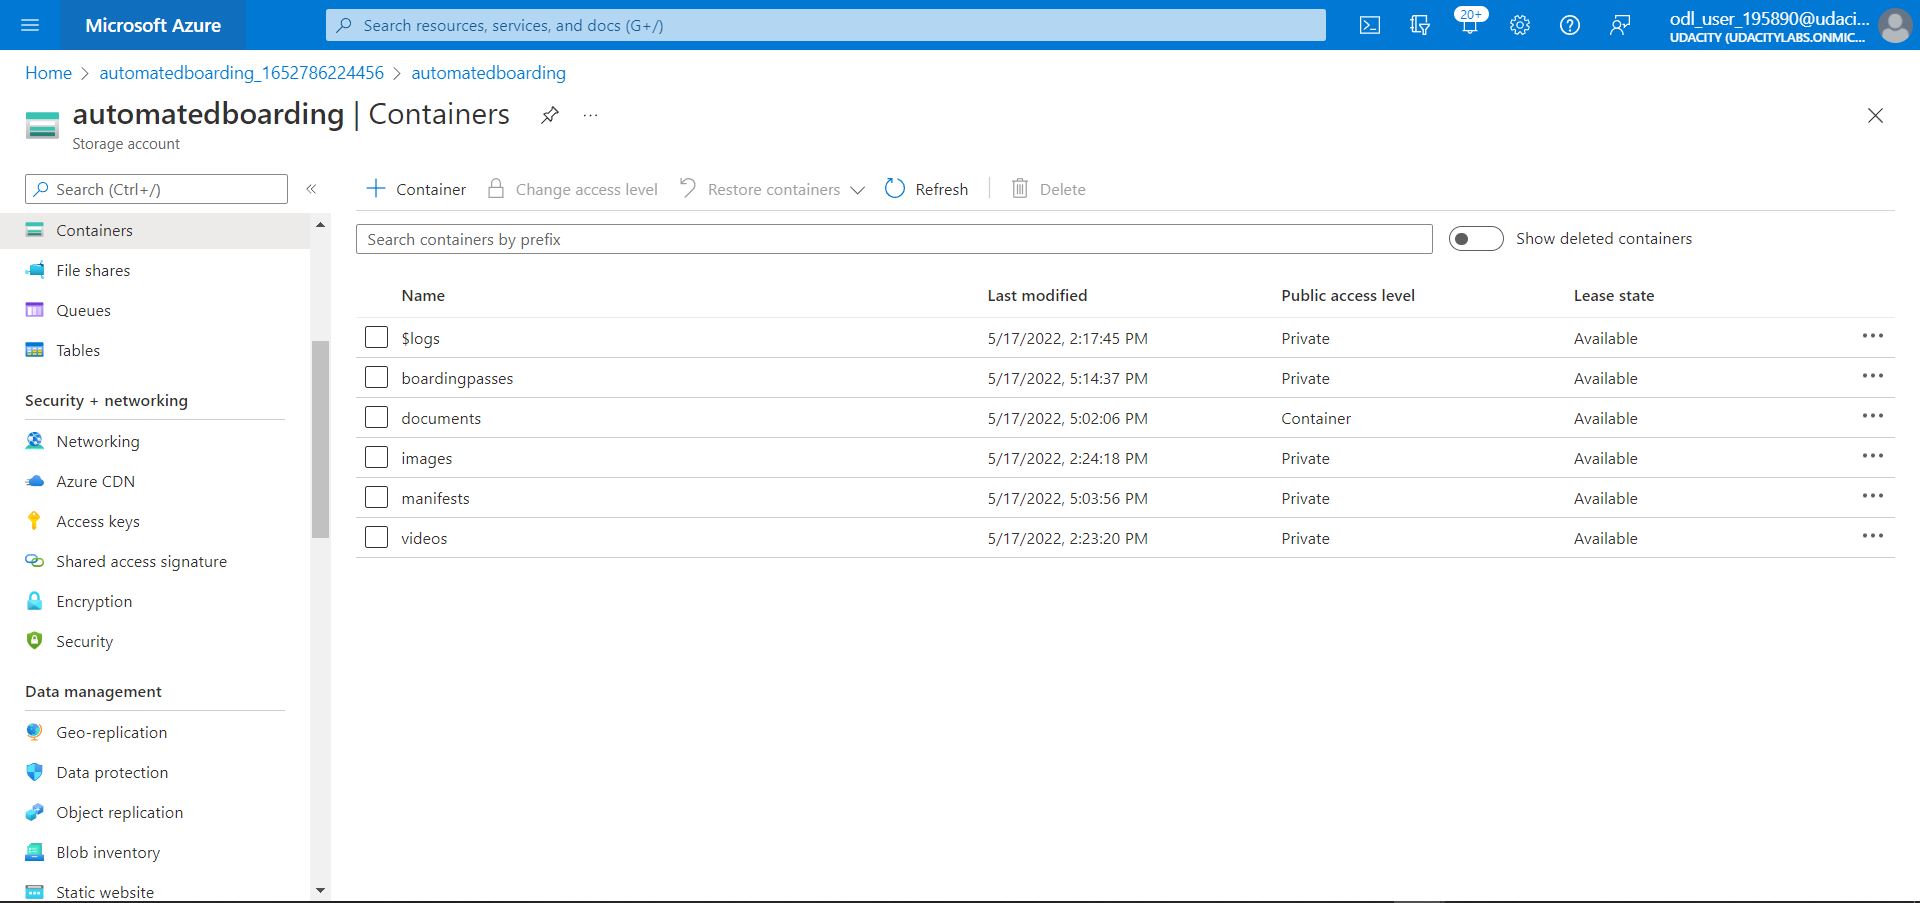 Microsoft Azure
Search resources, services, and docs (G+/)
20+
odl_user_195890@udaci...
UDACITY (UDACITYLABS.ONMIC...
Home > automatedboarding_1652786224456 > automatedboarding
automatedboarding | Containers
...
Storage account
Search (Ctrl+/)
«
Container
Change access level
Restore containers
Refresh
Delete
Containers
File shares
Queues
Tables
Security + networking
Networking
Azure CDN
Access keys
Shared access signature
Encryption
Security
Data management
Geo-replication
Data protection
Object replication
Blob inventory
Static website
Search containers by prefix
Show deleted containers
Name Last modified Public access level Lease state
$logs 5/17/2022, 2:17:45 PM Private Available ...
boardingpasses 5/17/2022, 5:14:37 PM Private Available ...
documents 5/17/2022, 5:02:06 PM Container Available ...
images 5/17/2022, 2:24:18 PM Private Available ...
manifests 5/17/2022, 5:03:56 PM Private Available ...
videos 5/17/2022, 2:23:20 PM Private Available ...